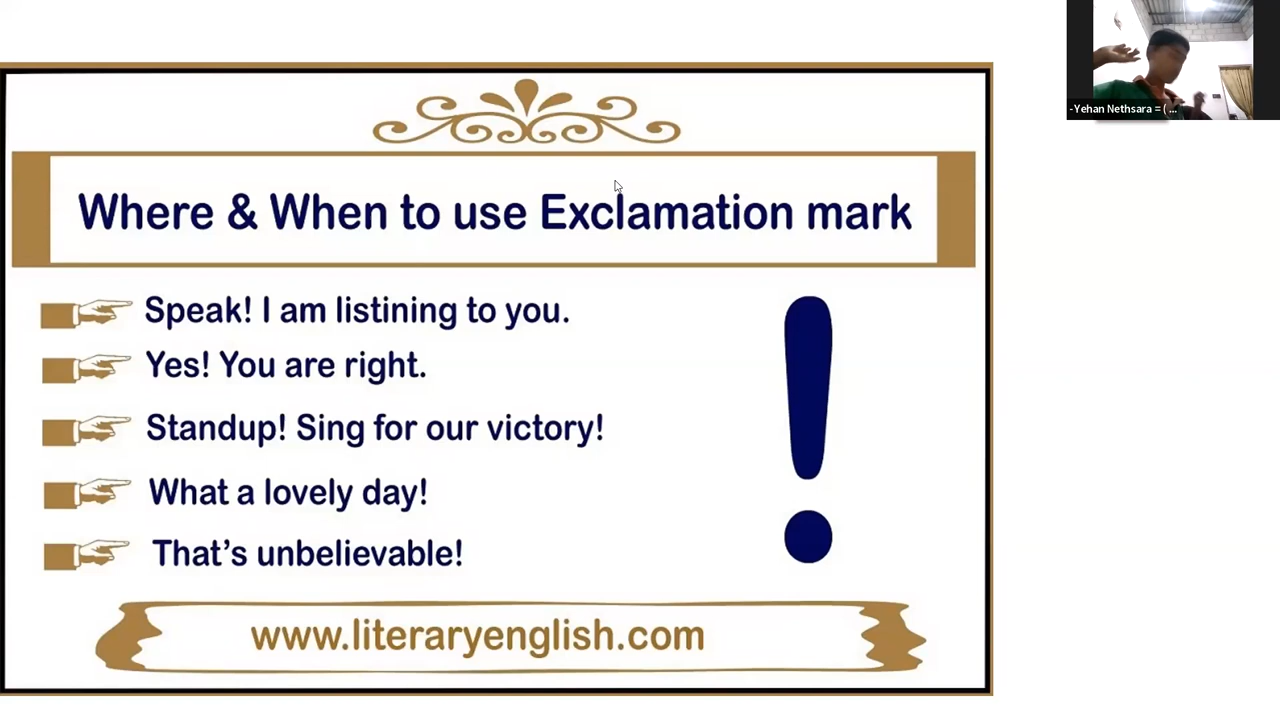 Where & When to use Exclamation mark
Speak! I am listining to you.
Yes! You are right.
Standup! Sing for our victory!
What a lovely day!
That's unbelievable!
!
www.literaryenglish.com
-Yehan Nethsara = ( ...